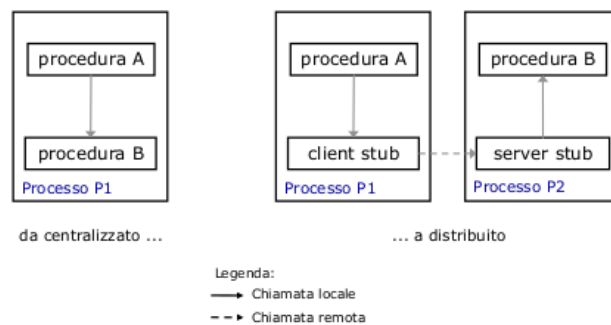 procedura A
procedura B
Processo P1
da centralizzato ...
procedura A
client stub
Processo P1
procedura B
server stub
Processo P2
... a distribuito
Legenda:
Chiamata locale
Chiamata remota